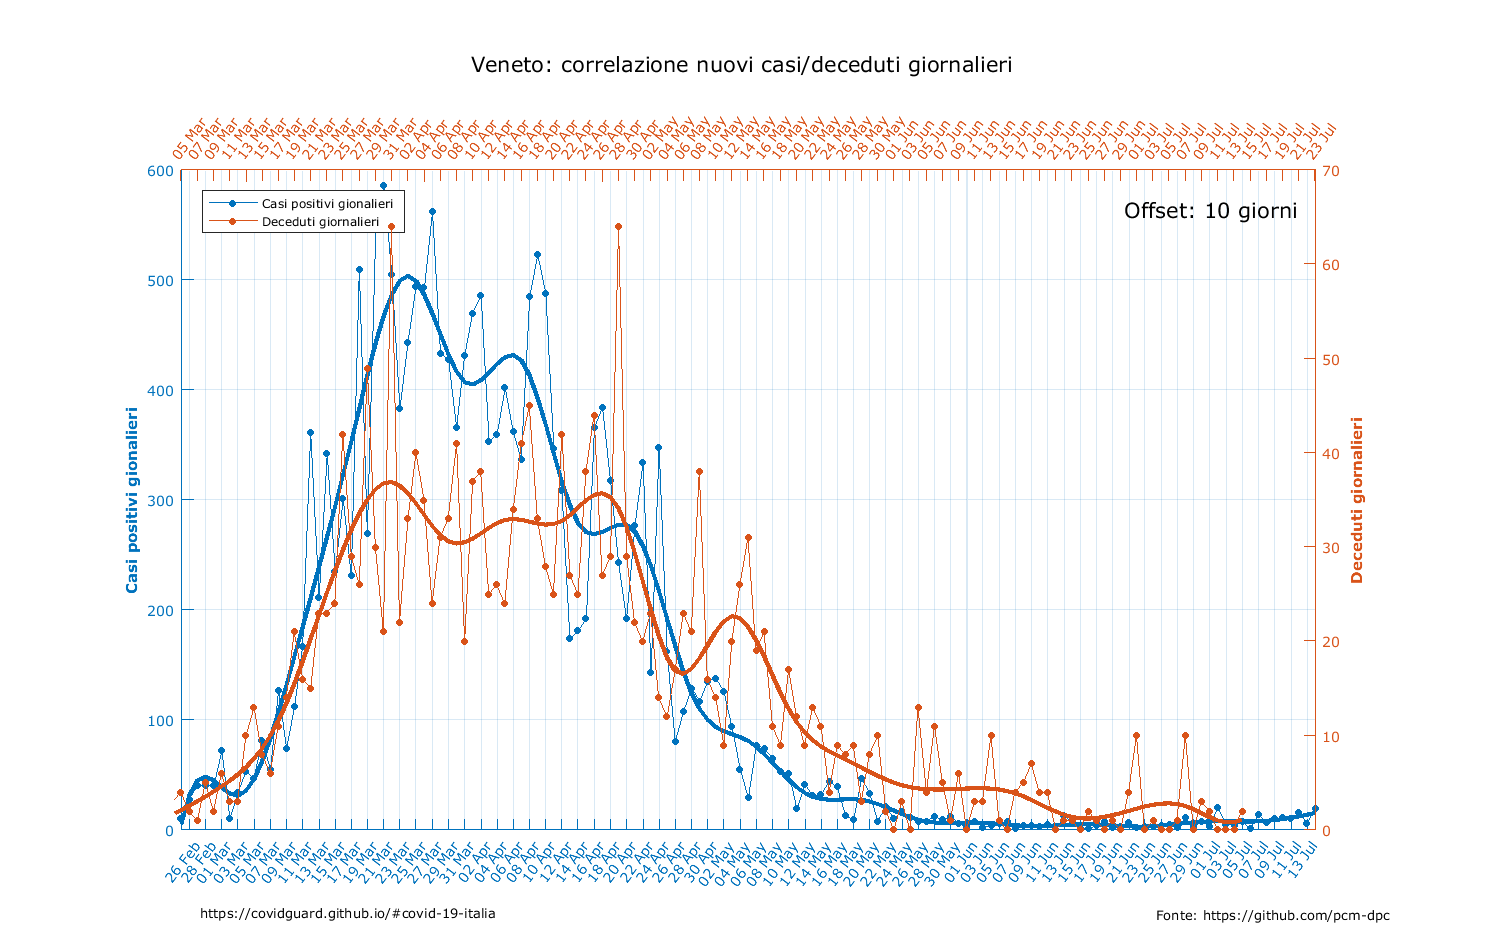 Veneto: correlazione nuovi casi/deceduti giornalieri
05 Mar
07 Mar
09 Mar
11 Mar
13 Mar
15 Mar
17 Mar
19 Mar
21 Mar
23 Mar
25 Mar
27 Mar
29 Mar
31 Mar
02 Apr
04 Apr
06 Apr
08 Apr
10 Apr
12 Apr
14 Apr
16 Apr
18 Apr
20 Apr
22 Apr
24 Apr
26 Apr
28 Apr
30 Apr
02 May
04 May
06 May
08 May
10 May
12 May
14 May
16 May
18 May
20 May
22 May
24 May
26 May
28 May
30 May
01 Jun
03 Jun
05 Jun
07 Jun
09 Jun
11 Jun
13 Jun
15 Jun
17 Jun
19 Jun
21 Jun
23 Jun
25 Jun
27 Jun
29 Jun
01 Jul
03 Jul
05 Jul
07 Jul
09 Jul
11 Jul
13 Jul
15 Jul
17 Jul
19 Jul
21 Jul
23 Jul
Casi positivi gionalieri
Deceduti giornalieri
Offset: 10 giorni
600
500
400
300
200
100
0
Casi positivi gionalieri
70
60
50
40
30
20
10
0
Deceduti giornalieri
26 Feb
28 Feb
01 Mar
03 Mar
05 Mar
07 Mar
09 Mar
11 Mar
13 Mar
15 Mar
17 Mar
19 Mar
21 Mar
23 Mar
25 Mar
27 Mar
29 Mar
31 Mar
02 Apr
04 Apr
06 Apr
08 Apr
10 Apr
12 Apr
14 Apr
16 Apr
18 Apr
20 Apr
22 Apr
24 Apr
26 Apr
28 Apr
30 Apr
02 May
04 May
06 May
08 May
10 May
12 May
14 May
16 May
18 May
20 May
22 May
24 May
26 May
28 May
30 May
01 Jun
03 Jun
05 Jun
07 Jun
09 Jun
11 Jun
13 Jun
15 Jun
17 Jun
19 Jun
21 Jun
23 Jun
25 Jun
27 Jun
29 Jun
01 Jul
03 Jul
05 Jul
07 Jul
09 Jul
11 Jul
13 Jul
https://covidguard.github.io/#covid-19-italia
Fonte: https://github.com/pcm-dpc